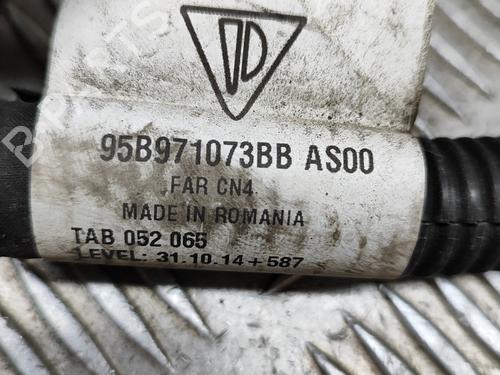 95B971073BB AS00
FAR CN4
MADE IN ROMANIA
TAB 052 065
LEVEL: 31.10.14+587